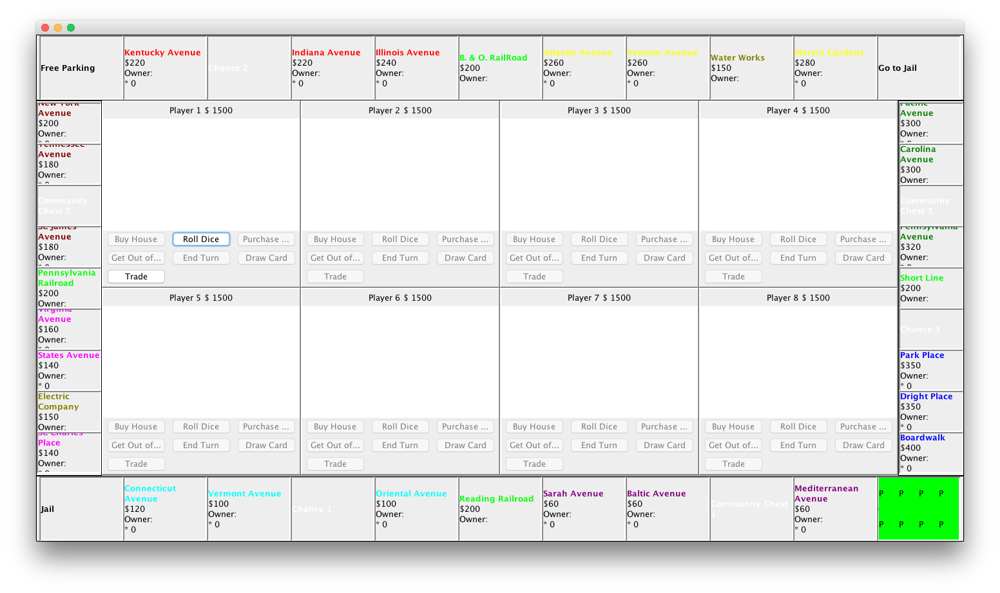 Free Parking
Kentucky Avenue
$220
Owner:
* 0
Chance 2
Indiana Avenue
$220
Owner:
* 0
Illinois Avenue
$240
Owner:
* 0
B. & O. RailRoad
$200
Owner:
Atlantic Avenue
$260
Owner:
* 0
Ventnor Avenue
$260
Owner:
* 0
Water Works
$150
Owner:
Marvin Gardens
$280
Owner:
* 0
Go to Jail
New York
Avenue
$200
Owner:
* 0
Tennessee
Avenue
$180
Owner:
* 0
Community
Chest 2
St. James
Avenue
$180
Owner:
* 0
Pennsylvania
Railroad
$200
Owner:
Virginia
Avenue
$160
Owner:
* 0
States Avenue
$140
Owner:
* 0
Electric
Company
$150
Owner:
St. Charles
Place
$140
Owner:
* 0
Player 1 $ 1500
Buy House
Roll Dice
Purchase ...
Get Out of...
End Turn
Draw Card
Trade
Player 2 $ 1500
Buy House
Roll Dice
Purchase ...
Get Out of...
End Turn
Draw Card
Trade
Player 3 $ 1500
Buy House
Roll Dice
Purchase ...
Get Out of...
End Turn
Draw Card
Trade
Player 4 $ 1500
Buy House
Roll Dice
Purchase ...
Get Out of...
End Turn
Draw Card
Trade
Player 5 $ 1500
Buy House
Roll Dice
Purchase ...
Get Out of...
End Turn
Draw Card
Trade
Player 6 $ 1500
Buy House
Roll Dice
Purchase ...
Get Out of...
End Turn
Draw Card
Trade
Player 7 $ 1500
Buy House
Roll Dice
Purchase ...
Get Out of...
End Turn
Draw Card
Trade
Player 8 $ 1500
Buy House
Roll Dice
Purchase ...
Get Out of...
End Turn
Draw Card
Trade
Pacific
Avenue
$300
Owner:
Carolina
Avenue
$300
Owner:
Community
Chest 3
Pennsylvania
Avenue
$320
Owner:
* 0
Short Line
$200
Owner:
Chance 3
Park Place
$350
Owner:
* 0
Dright Place
$350
Owner:
* 0
Boardwalk
$400
Owner:
* 0
Jail
Connecticut
Avenue
$120
Owner:
* 0
Vermont Avenue
$100
Owner:
* 0
Chance 1
Oriental Avenue
$100
Owner:
* 0
Reading Railroad
$200
Owner:
Sarah Avenue
$60
Owner:
* 0
Baltic Avenue
$60
Owner:
* 0
Community Chest
1
Mediterranean
Avenue
$60
Owner:
* 0
P P P P
P P P P